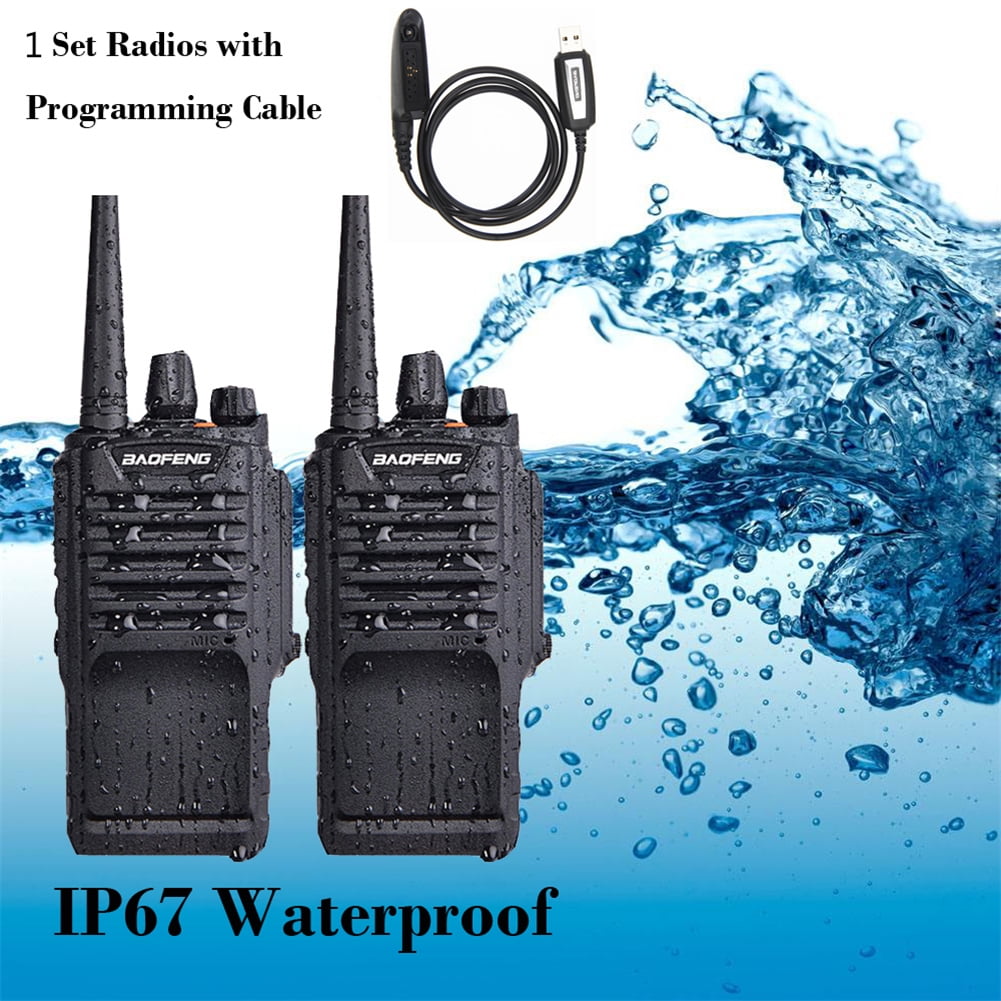 1 Set Radios with
Programming Cable
BAOFENG
BAOFENG
MIC
MIC
IP67 Waterproof